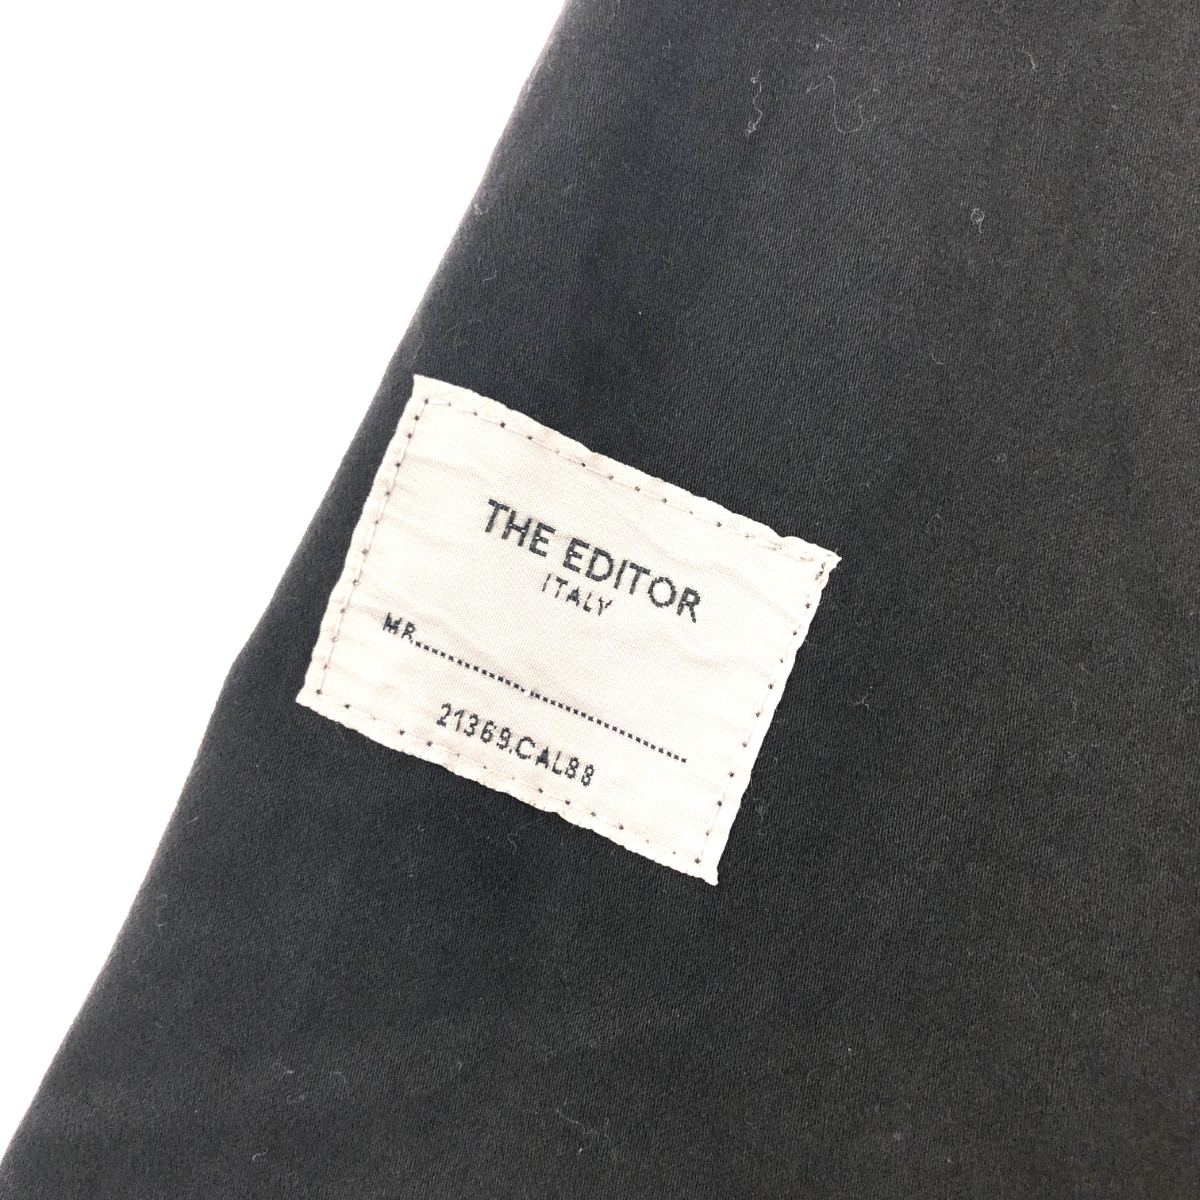 THE EDITOR
ITALY
MR..............................
21369.CAL88